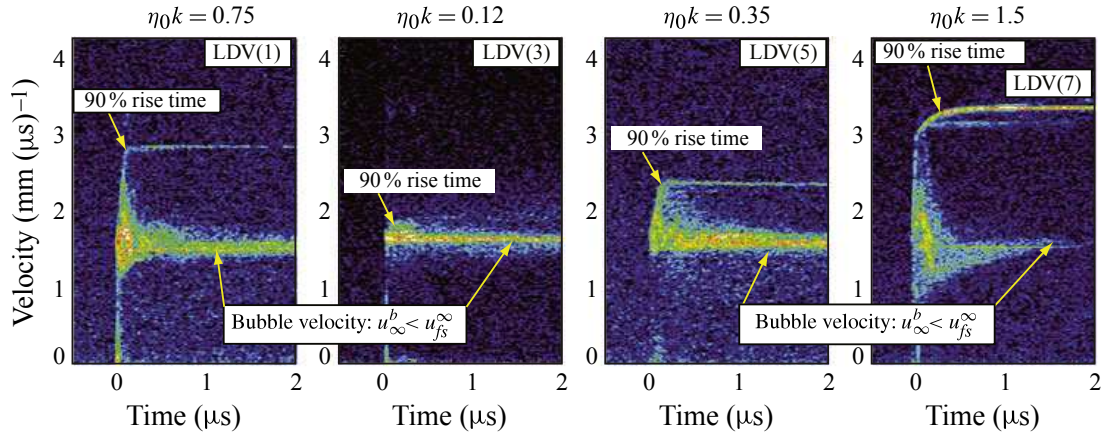 η₀k = 0.75 η₀k = 0.12 η₀k = 0.35 η₀k = 1.5
LDV(1) LDV(3) LDV(5) LDV(7)
90 % rise time
90 % rise time
90 % rise time
90 % rise time
Bubble velocity: u_∞^b < u_fs^∞
Bubble velocity: u_∞^b < u_fs^∞
Velocity (mm (μs)⁻¹)
4 4 4 4
3 3 3 3
2 2 2 2
1 1 1 1
0 0 0 0
0 1 2 0 1 2 0 1 2 0 1 2
Time (μs) Time (μs) Time (μs) Time (μs)